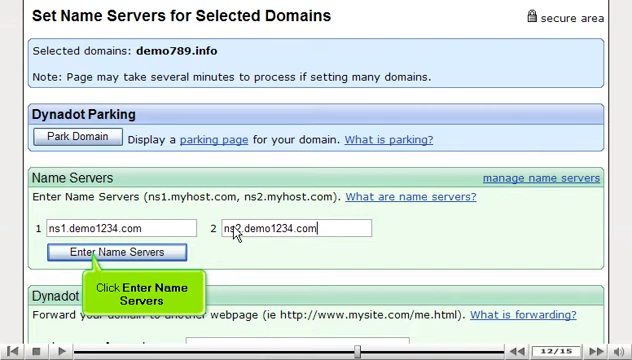 Set Name Servers for Selected Domains
secure area
Selected domains: demo789.info
Note: Page may take several minutes to process if setting many domains.
Dynadot Parking
Park Domain Display a parking page for your domain. What is parking?
Name Servers manage name servers
Enter Name Servers (ns1.myhost.com, ns2.myhost.com). What are name servers?
1 ns1.demo1234.com 2 ns2.demo1234.com
Enter Name Servers
Click Enter Name
Servers
Dynadot
Forward your domain to another webpage (ie http://www.mysite.com/me.html). What is forwarding?
12/15